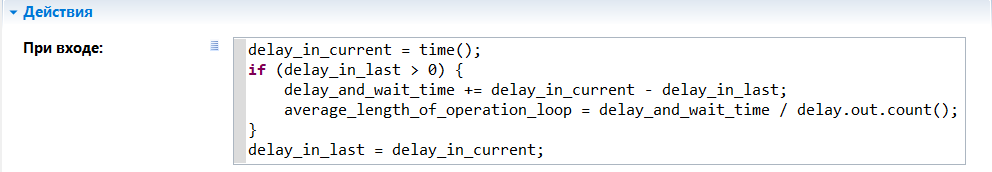 Действия
При входе:
delay_in_current = time();
if (delay_in_last > 0) {
    delay_and_wait_time += delay_in_current - delay_in_last;
    average_length_of_operation_loop = delay_and_wait_time / delay.out.count();
}
delay_in_last = delay_in_current;